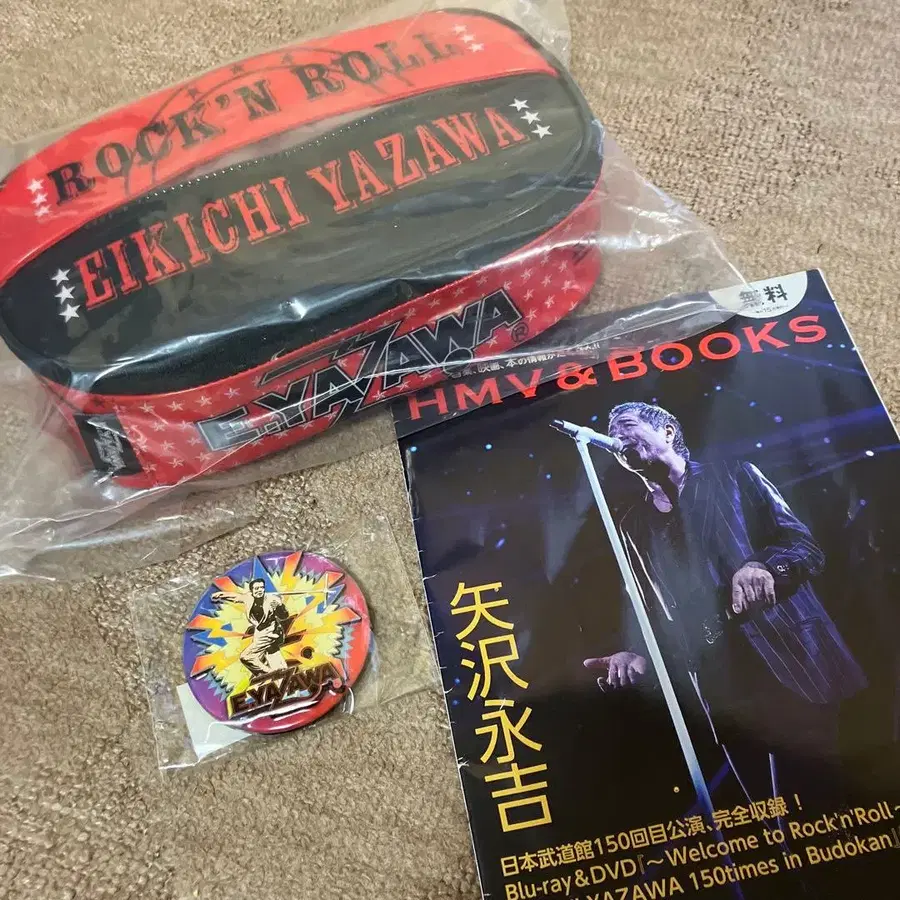 ROCK'N ROLL
EIKICHI YAZAWA
E.YAZAWA
無料
HMV & BOOKS
矢沢永吉
E.YAZAWA
日本武道館150回目公演、完全収録！
Blu-ray&DVD『～Welcome to Rock'n'Roll～
YAZAWA 150times in Budokan』